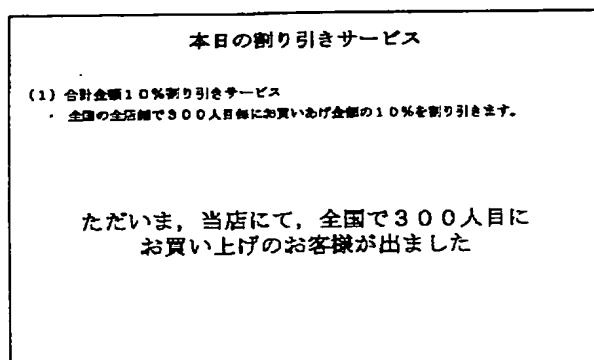 本日の割り引きサービス
(1)合計金額10%割り引きサービス
・ 全国の全店舗で300人目毎にお買いあげ金額の10%を割り引きます。
ただいま,当店にて,全国で300人目に
お買い上げのお客様が出ました